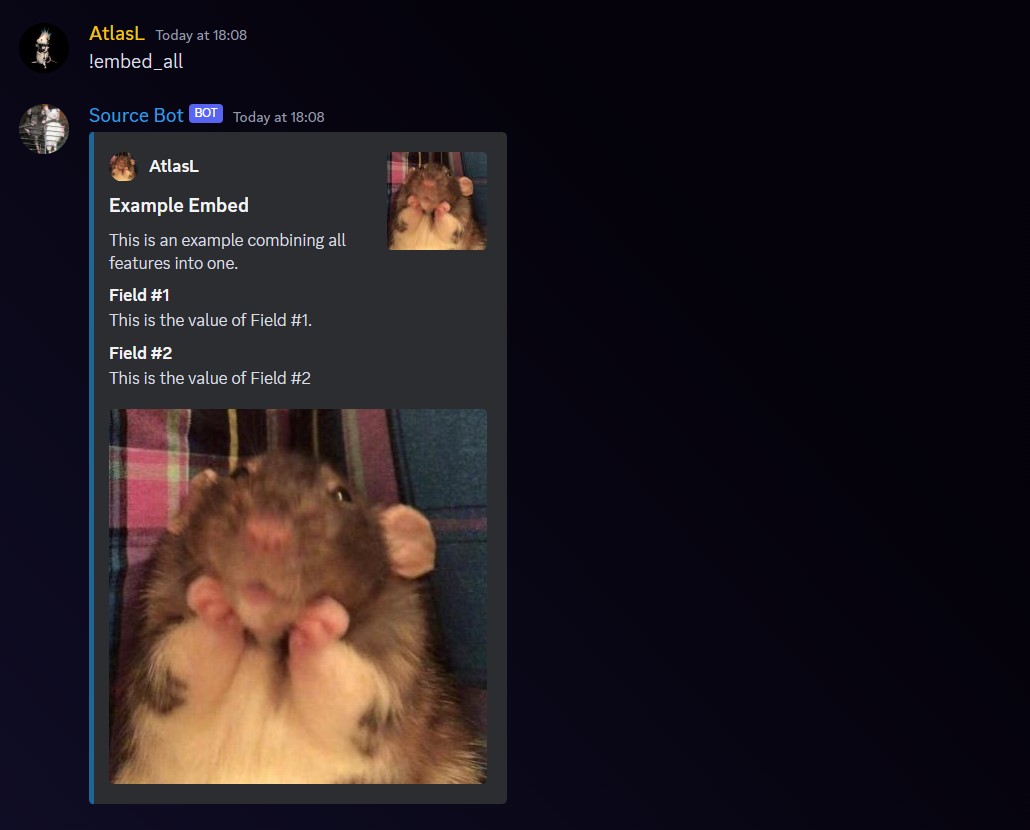 AtlasL Today at 18:08
!embed_all
Source Bot BOT Today at 18:08
AtlasL
Example Embed
This is an example combining all
features into one.
Field #1
This is the value of Field #1.
Field #2
This is the value of Field #2